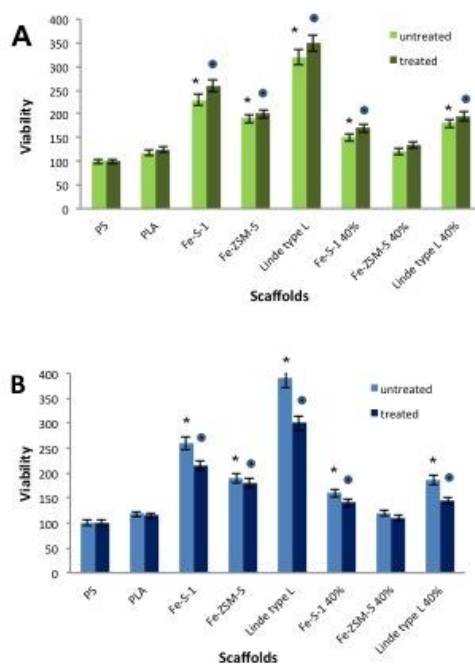 A
400
350
300
250
200
150
100
50
0
Viability
* * * * *
untreated
treated
PS
PLA
Fe-S-1
Fe-ZSM-5
Linde type L
Fe-S-1 40%
Fe-ZSM-5 40%
Linde type L 40%
Scaffolds
B
400
350
300
250
200
150
100
50
0
Viability
* * * * *
untreated
treated
PS
PLA
Fe-S-1
Fe-ZSM-5
Linde type L
Fe-S-1 40%
Fe-ZSM-5 40%
Linde type L 40%
Scaffolds